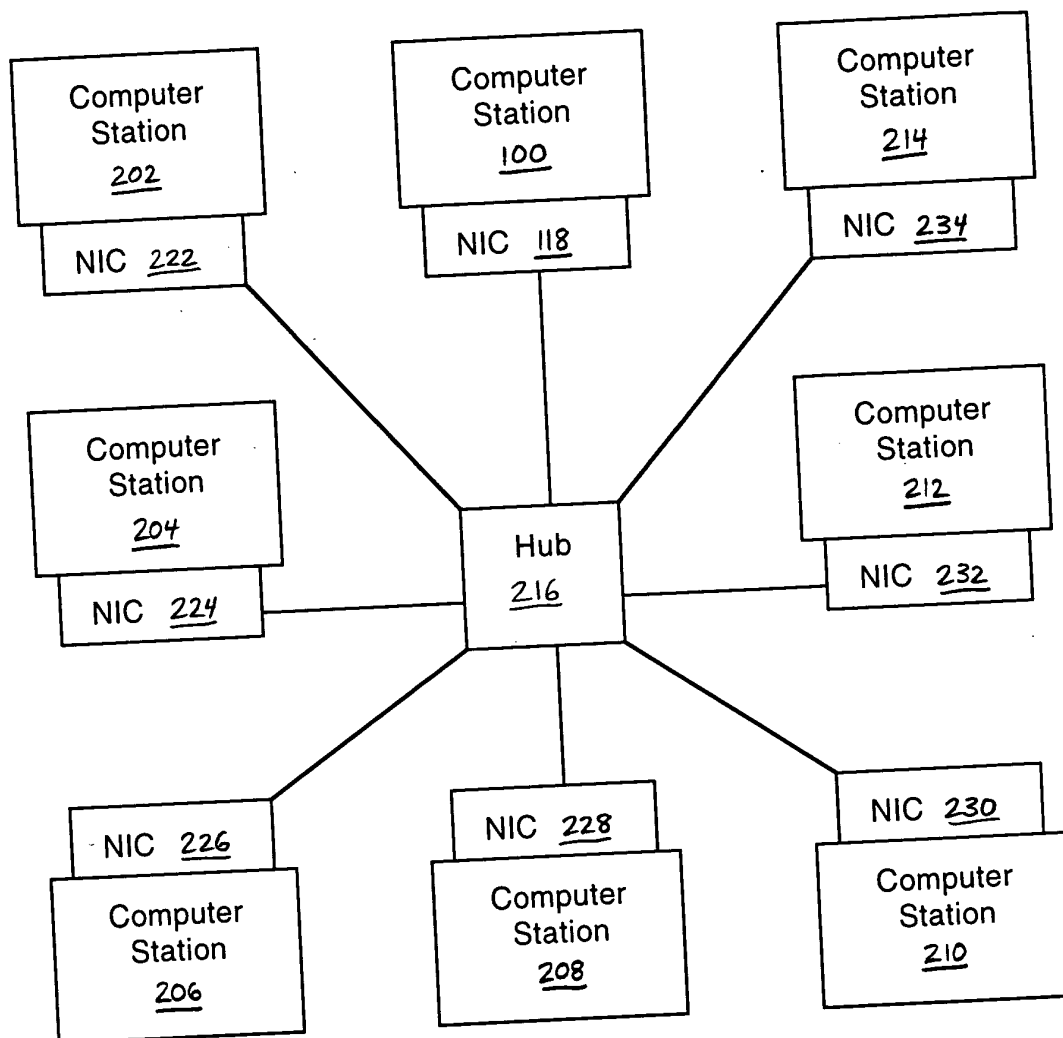 Computer
Station
202
NIC 222
Computer
Station
100
NIC 118
Computer
Station
214
NIC 234
Computer
Station
204
NIC 224
Hub
216
Computer
Station
212
NIC 232
NIC 226
Computer
Station
206
NIC 228
Computer
Station
208
NIC 230
Computer
Station
210